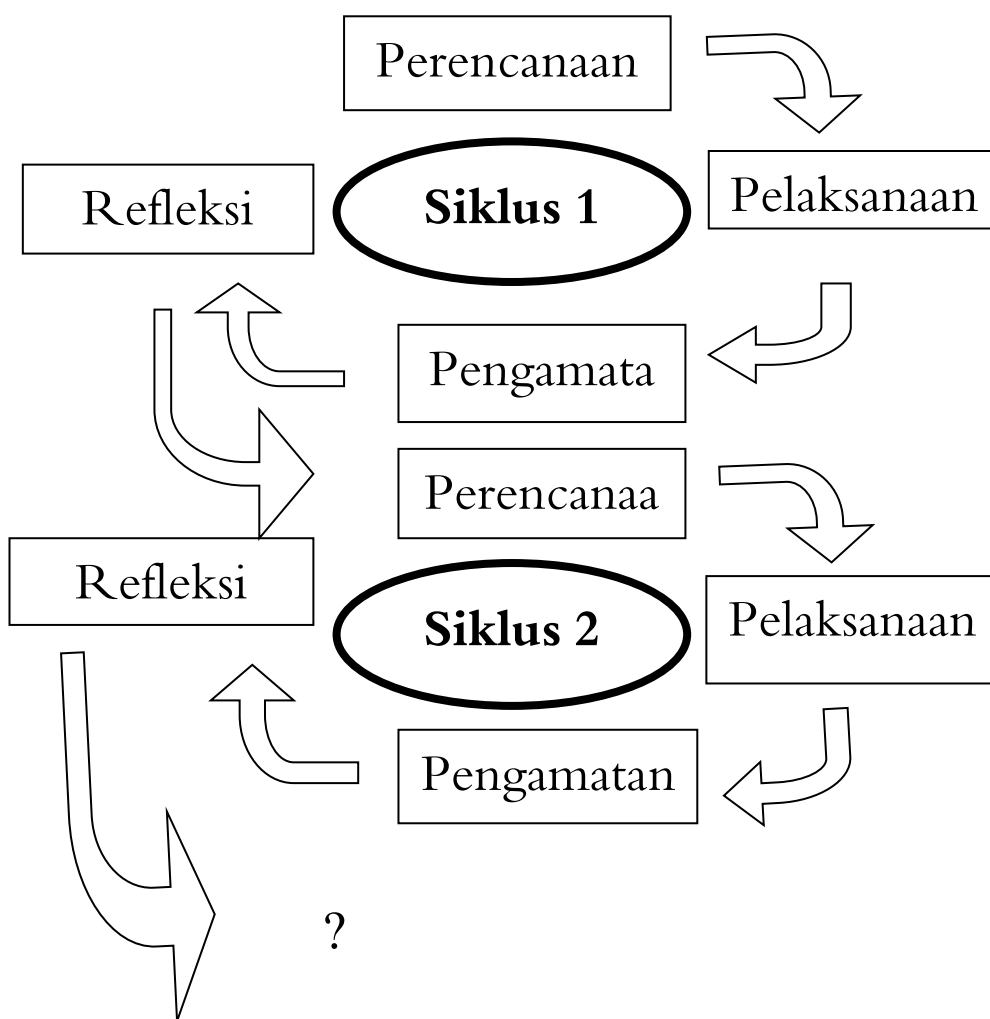 Perencanaan
Refleksi
Siklus 1
Pelaksanaan
Pengamata
Perencanaa
Refleksi
Siklus 2
Pelaksanaan
Pengamatan
?